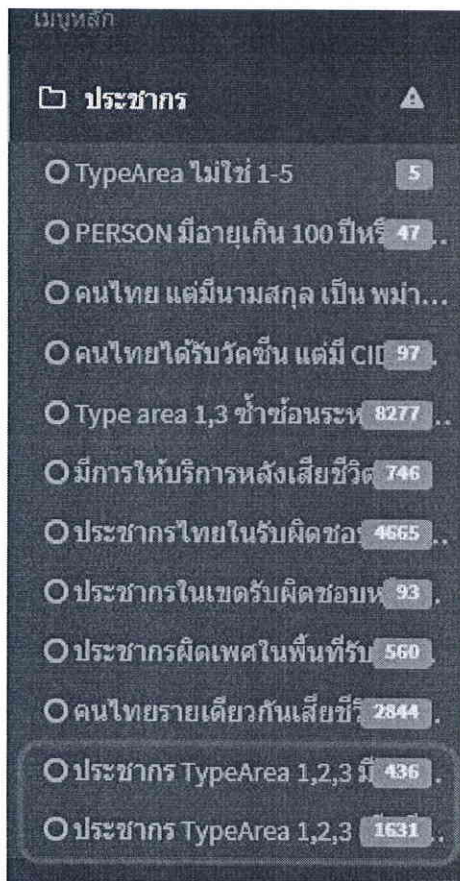 เมนูหลัก
ประชากร
TypeArea ไม่ใช่ 1-5 5
PERSON มีอายุเกิน 100 ปีหรื 47 ..
คนไทย แต่มีนามสกุล เป็น พม่า...
คนไทยได้รับวัคซีน แต่มี CID 97 .
Type area 1,3 ซ้ำซ้อนระห 8277 ..
มีการให้บริการหลังเสียชีวิต 746
ประชากรไทยในรับผิดชอบ 4665 ..
ประชากรในเขตรับผิดชอบห 93 .
ประชากรผิดเพศในพื้นที่รับ 560 .
คนไทยรายเดียวกันเสียชีวิ 2844 .
ประชากร TypeArea 1,2,3 มี 436 .
ประชากร TypeArea 1,2,3 1631 ..